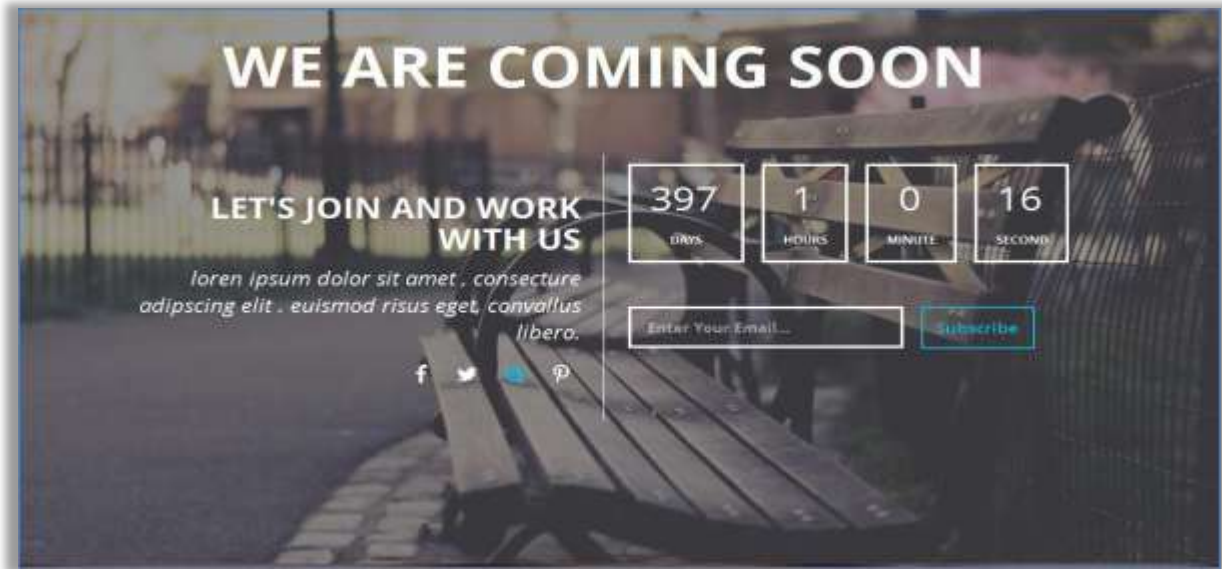 WE ARE COMING SOON
LET'S JOIN AND WORK
WITH US
loren ipsum dolor sit amet , consecture
adipscing elit . euismod risus eget, convallus
libero.
397
DAYS
1
HOURS
0
MINUTE
16
SECOND
Enter Your Email...
Subscribe